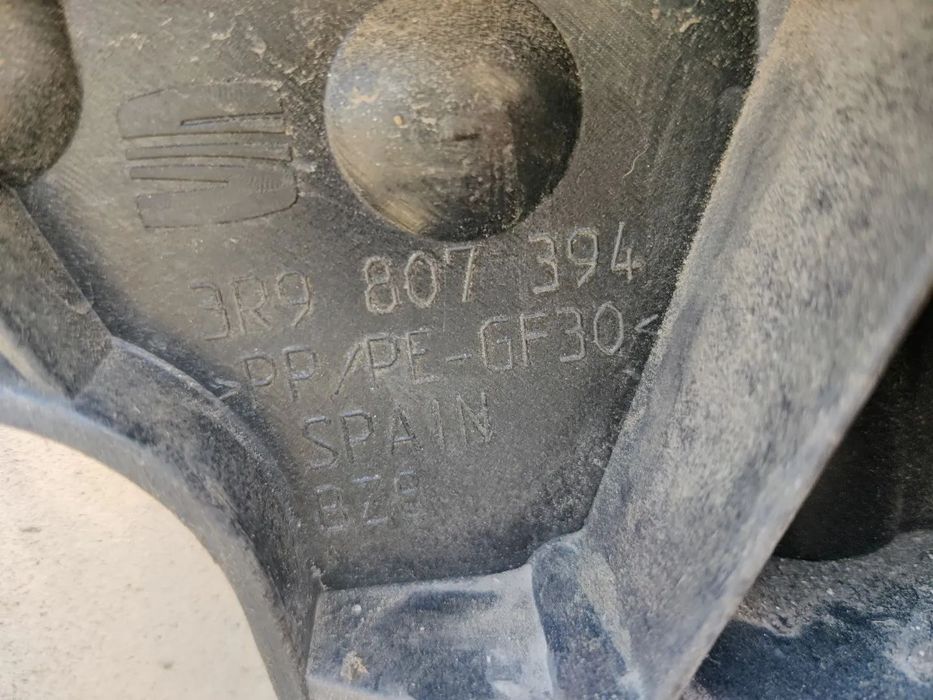 3R9 807 394
>PP/PE-GF30<
SPAIN
BZ9